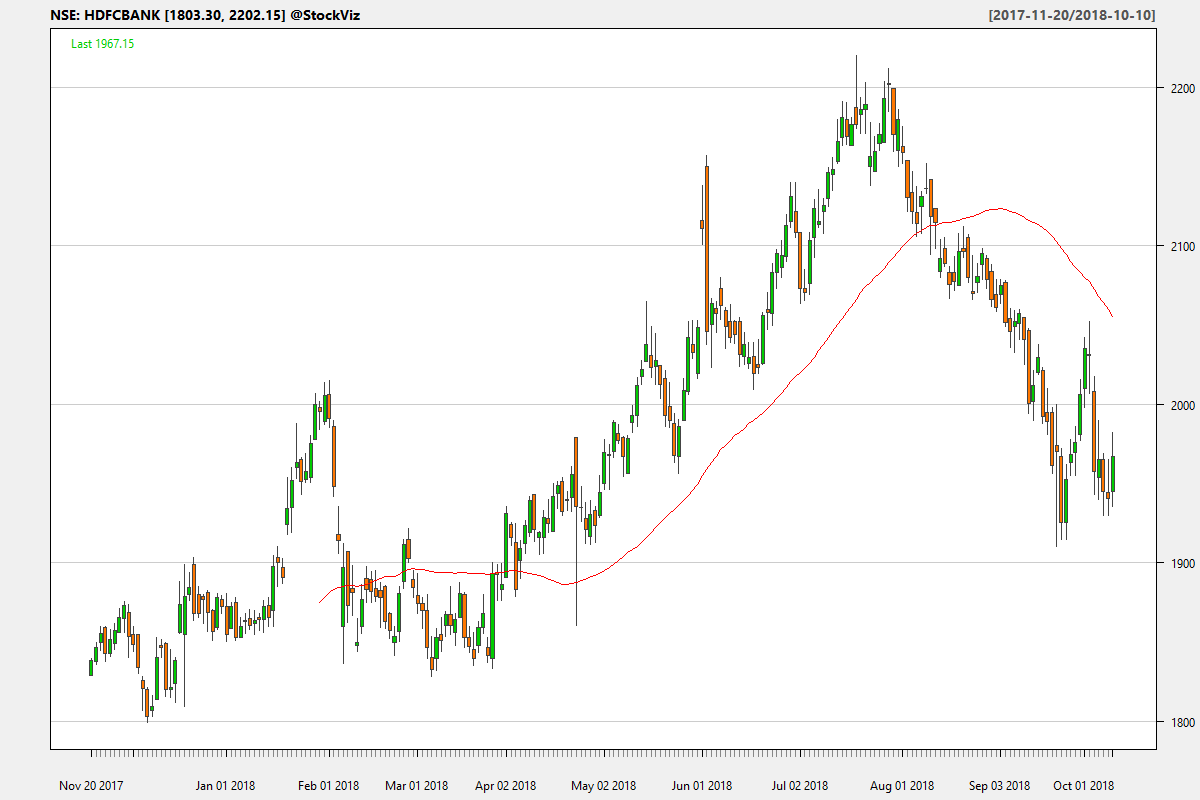 NSE: HDFCBANK [1803.30, 2202.15] @StockViz
[2017-11-20/2018-10-10]
Last 1967.15
2200
2100
2000
1900
1800
Nov 20 2017 Jan 01 2018 Feb 01 2018 Mar 01 2018 Apr 02 2018 May 02 2018 Jun 01 2018 Jul 02 2018 Aug 01 2018 Sep 03 2018 Oct 01 2018